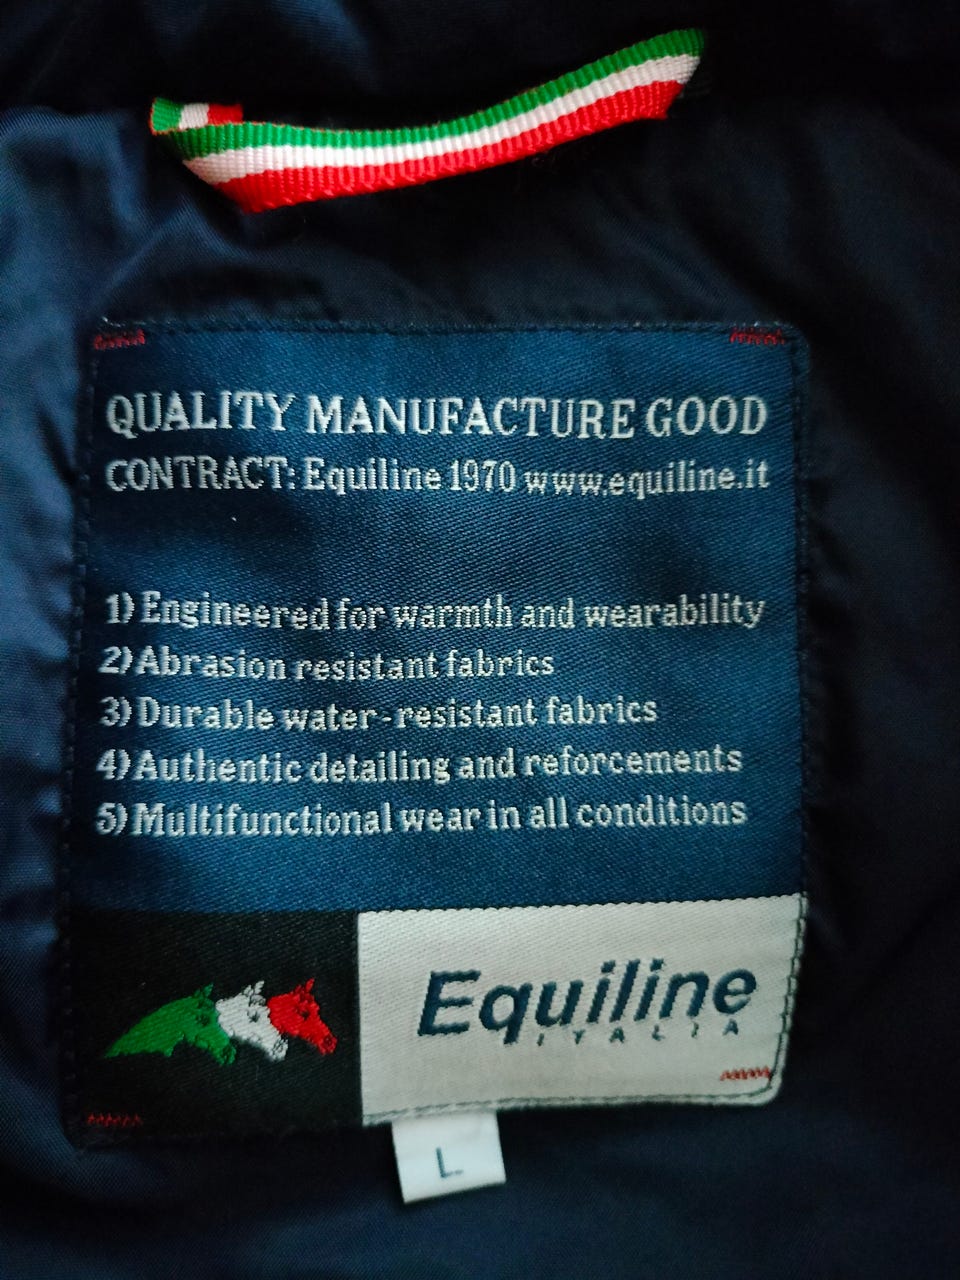 QUALITY MANUFACTURE GOOD
CONTRACT: Equiline 1970 www.equiline.it
1) Engineered for warmth and wearability
2) Abrasion resistant fabrics
3) Durable water-resistant fabrics
4) Authentic detailing and reforcements
5) Multifunctional wear in all conditions
Equiline
ITALIA
L